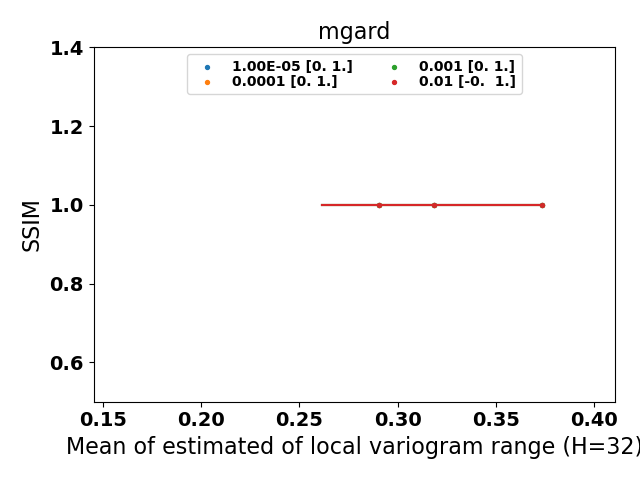 mgard
1.00E-05 [0. 1.]
0.0001 [0. 1.]
0.001 [0. 1.]
0.01 [-0.  1.]
1.4
1.2
1.0
0.8
0.6
SSIM
0.15 0.20 0.25 0.30 0.35 0.40
Mean of estimated of local variogram range (H=32)